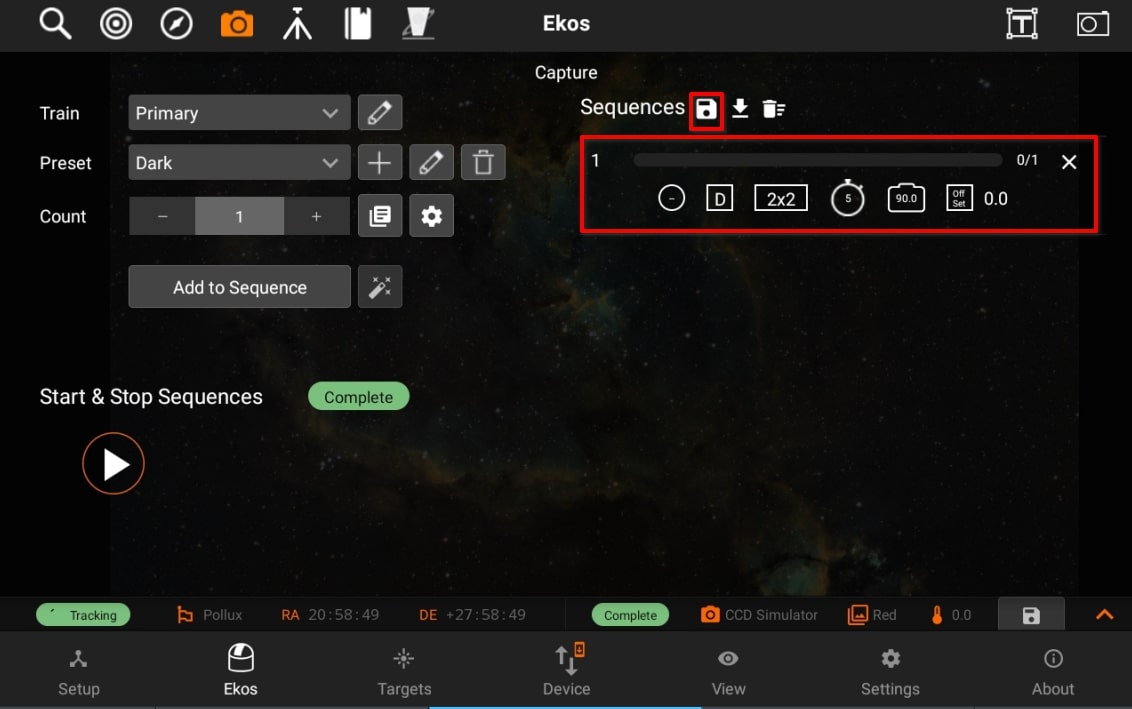 Ekos
T
Capture
Train Primary
Sequences
1 0/1
Preset Dark
- D 2x2 5 90.0 Off Set 0.0
Count − 1 +
Add to Sequence
Start & Stop Sequences Complete
Tracking Pollux RA 20:58:49 DE +27:58:49 Complete CCD Simulator Red 0.0
Setup Ekos Targets Device View Settings About